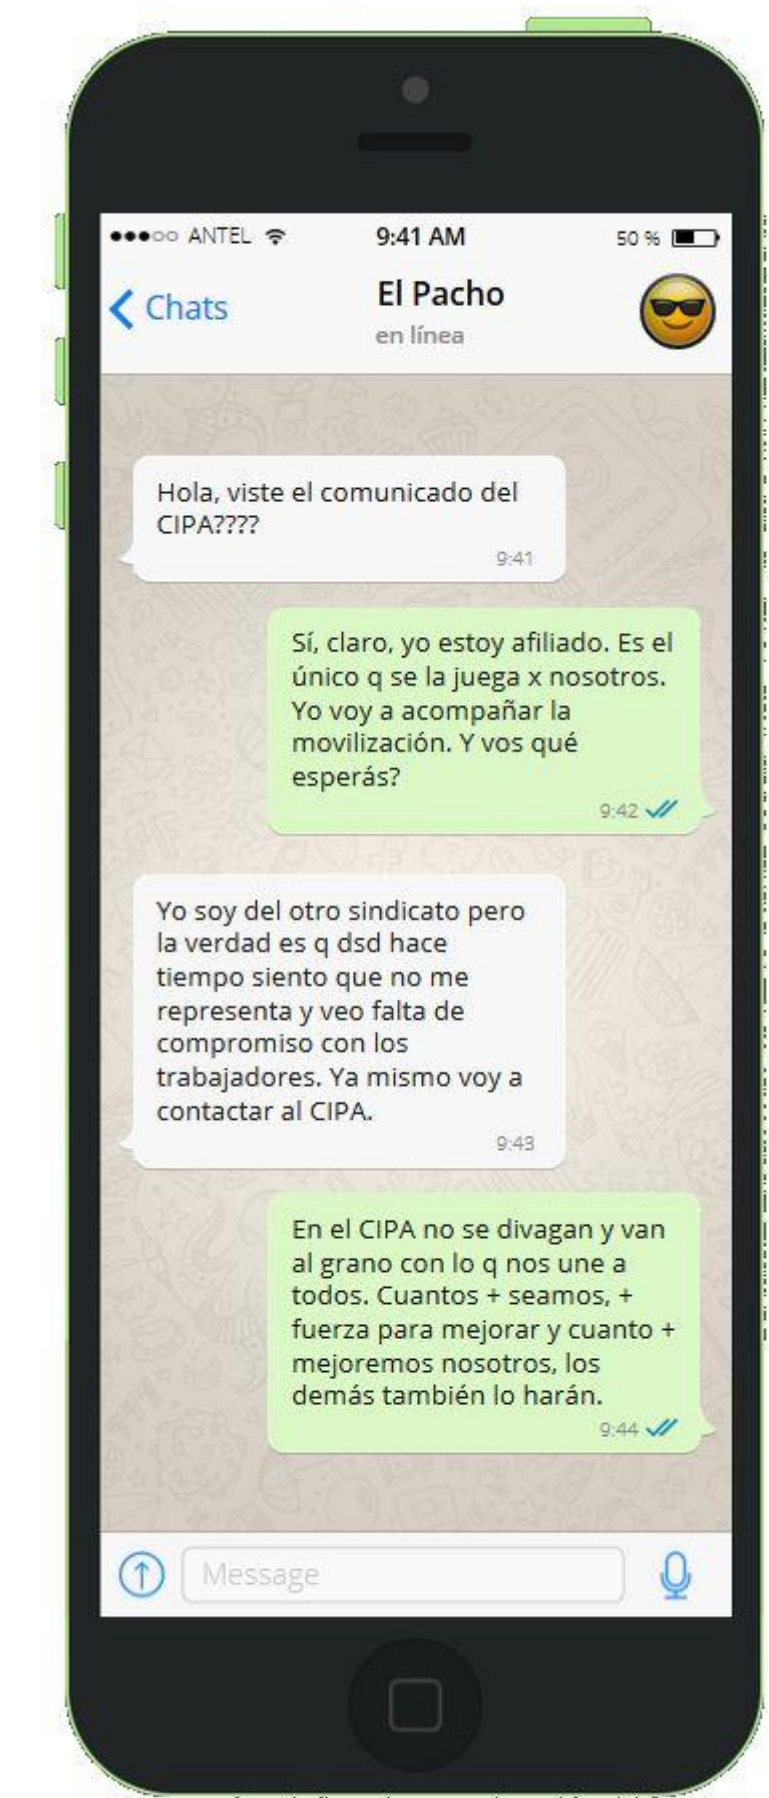 ANTEL 9:41 AM 50 %
Chats El Pacho
en línea
Hola, viste el comunicado del
CIPA????
9:41
Sí, claro, yo estoy afiliado. Es el
único q se la juega x nosotros.
Yo voy a acompañar la
movilización. Y vos qué
esperás?
9:42
Yo soy del otro sindicato pero
la verdad es q dsd hace
tiempo siento que no me
representa y veo falta de
compromiso con los
trabajadores. Ya mismo voy a
contactar al CIPA.
9:43
En el CIPA no se divagan y van
al grano con lo q nos une a
todos. Cuantos + seamos, +
fuerza para mejorar y cuanto +
mejoremos nosotros, los
demás también lo harán.
9:44
Message